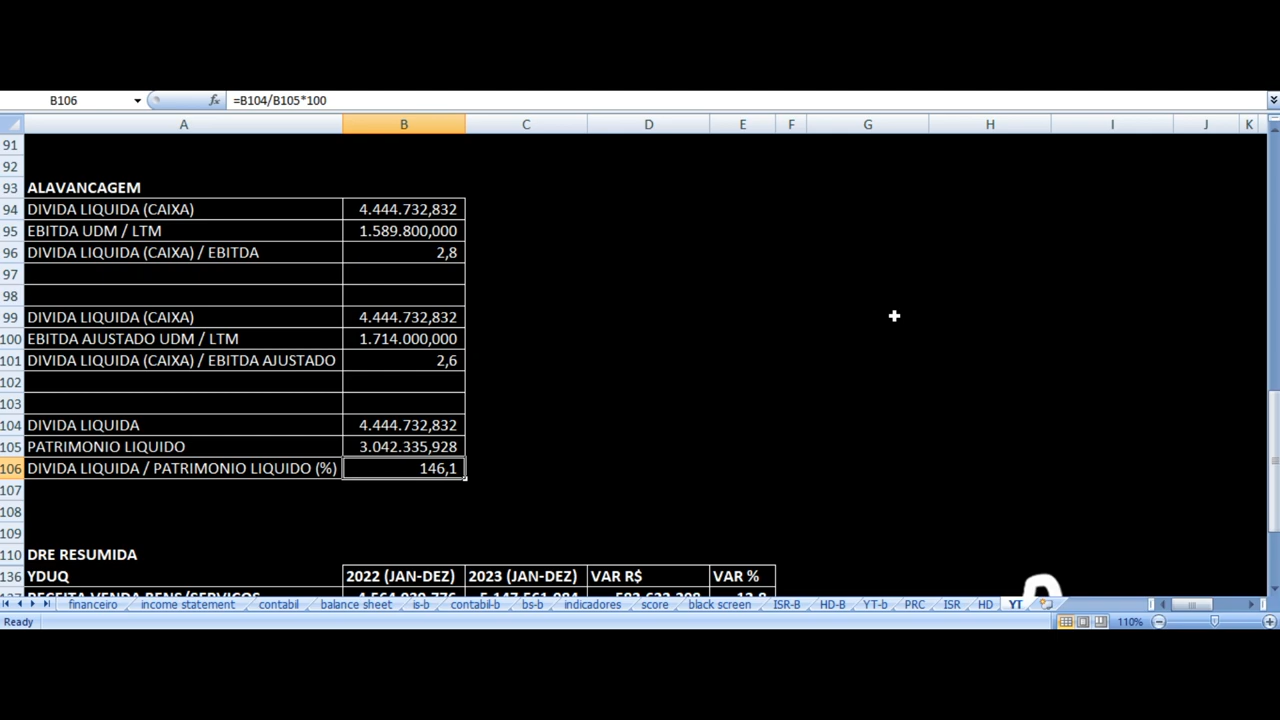 B106 fx =B104/B105*100
A B C D E F G H I J K
91
92
93 ALAVANCAGEM
94 DIVIDA LIQUIDA (CAIXA) 4.444.732,832
95 EBITDA UDM / LTM 1.589.800,000
96 DIVIDA LIQUIDA (CAIXA) / EBITDA 2,8
97
98
99 DIVIDA LIQUIDA (CAIXA) 4.444.732,832
100 EBITDA AJUSTADO UDM / LTM 1.714.000,000
101 DIVIDA LIQUIDA (CAIXA) / EBITDA AJUSTADO 2,6
102
103
104 DIVIDA LIQUIDA 4.444.732,832
105 PATRIMONIO LIQUIDO 3.042.335,928
106 DIVIDA LIQUIDA / PATRIMONIO LIQUIDO (%) 146,1
107
108
109
110 DRE RESUMIDA
136 YDUQ 2022 (JAN-DEZ) 2023 (JAN-DEZ) VAR R$ VAR %
137 RECEITA VENDA BENS/SERVIÇOS
financeiro income statement contabil balance sheet is-b contabil-b bs-b indicadores score black screen ISR-B HD-B YT-b PRC ISR HD YT
Ready 110%